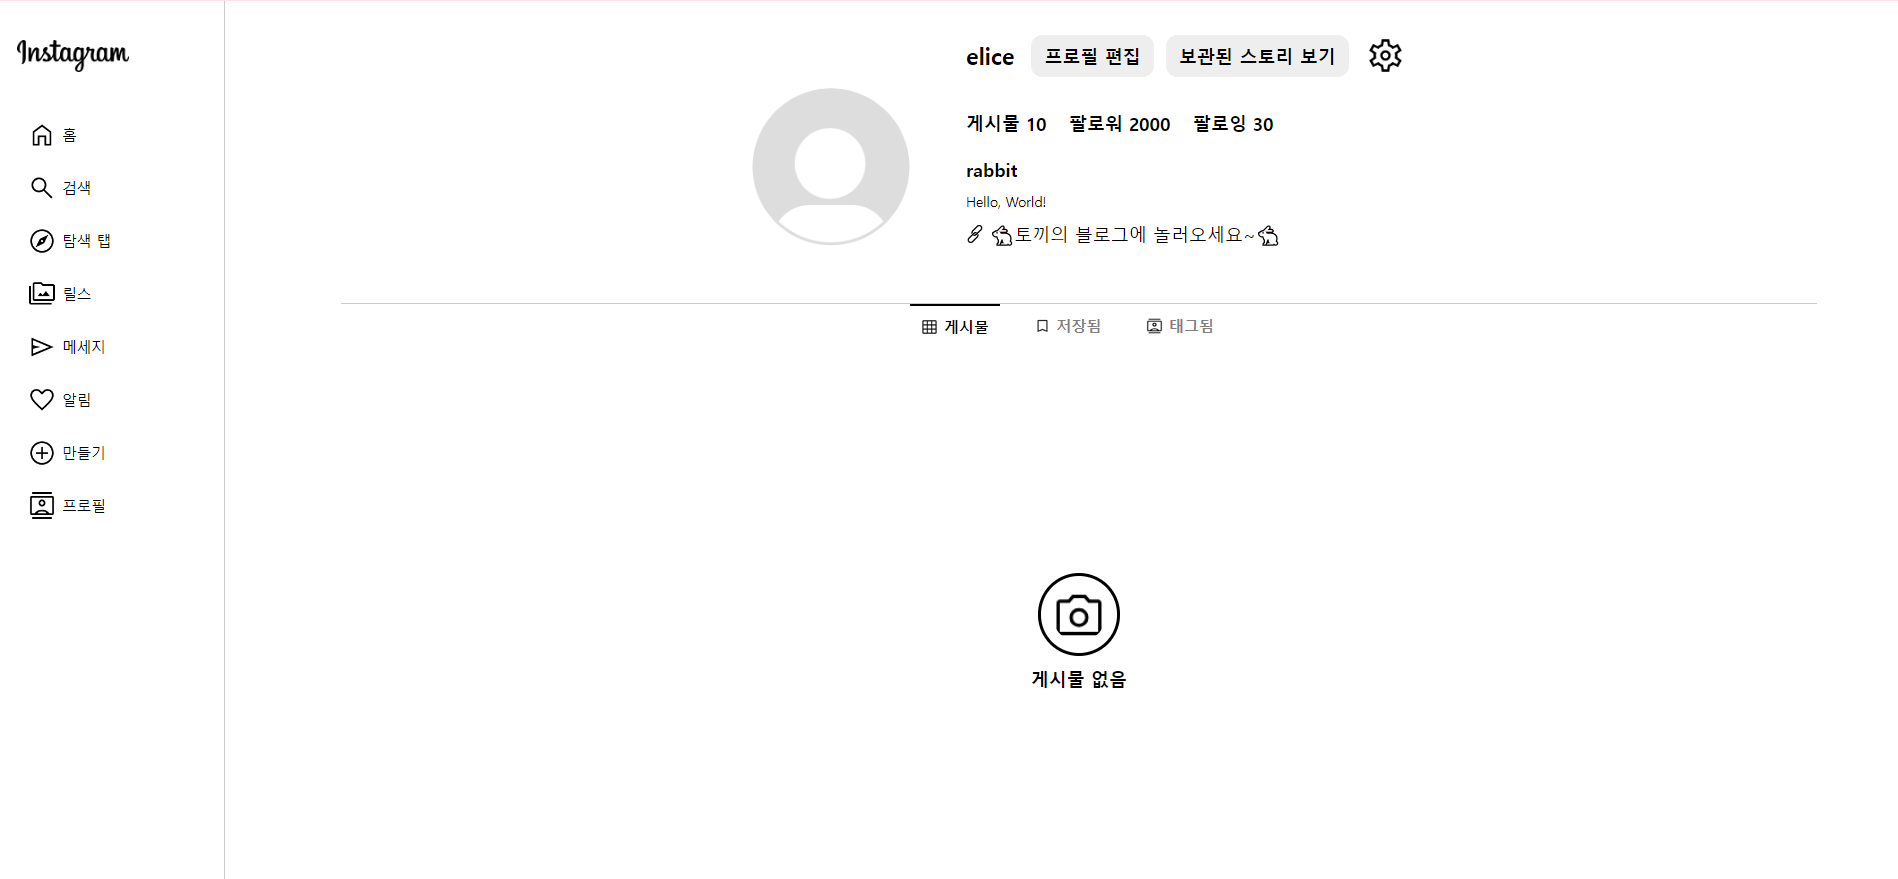 Instagram
홈
검색
탐색 탭
릴스
메세지
알림
만들기
프로필
elice 프로필 편집 보관된 스토리 보기
게시물 10 팔로워 2000 팔로잉 30
rabbit
Hello, World!
🔗 🐇토끼의 블로그에 놀러오세요~🐇
게시물 저장됨 태그됨
게시물 없음